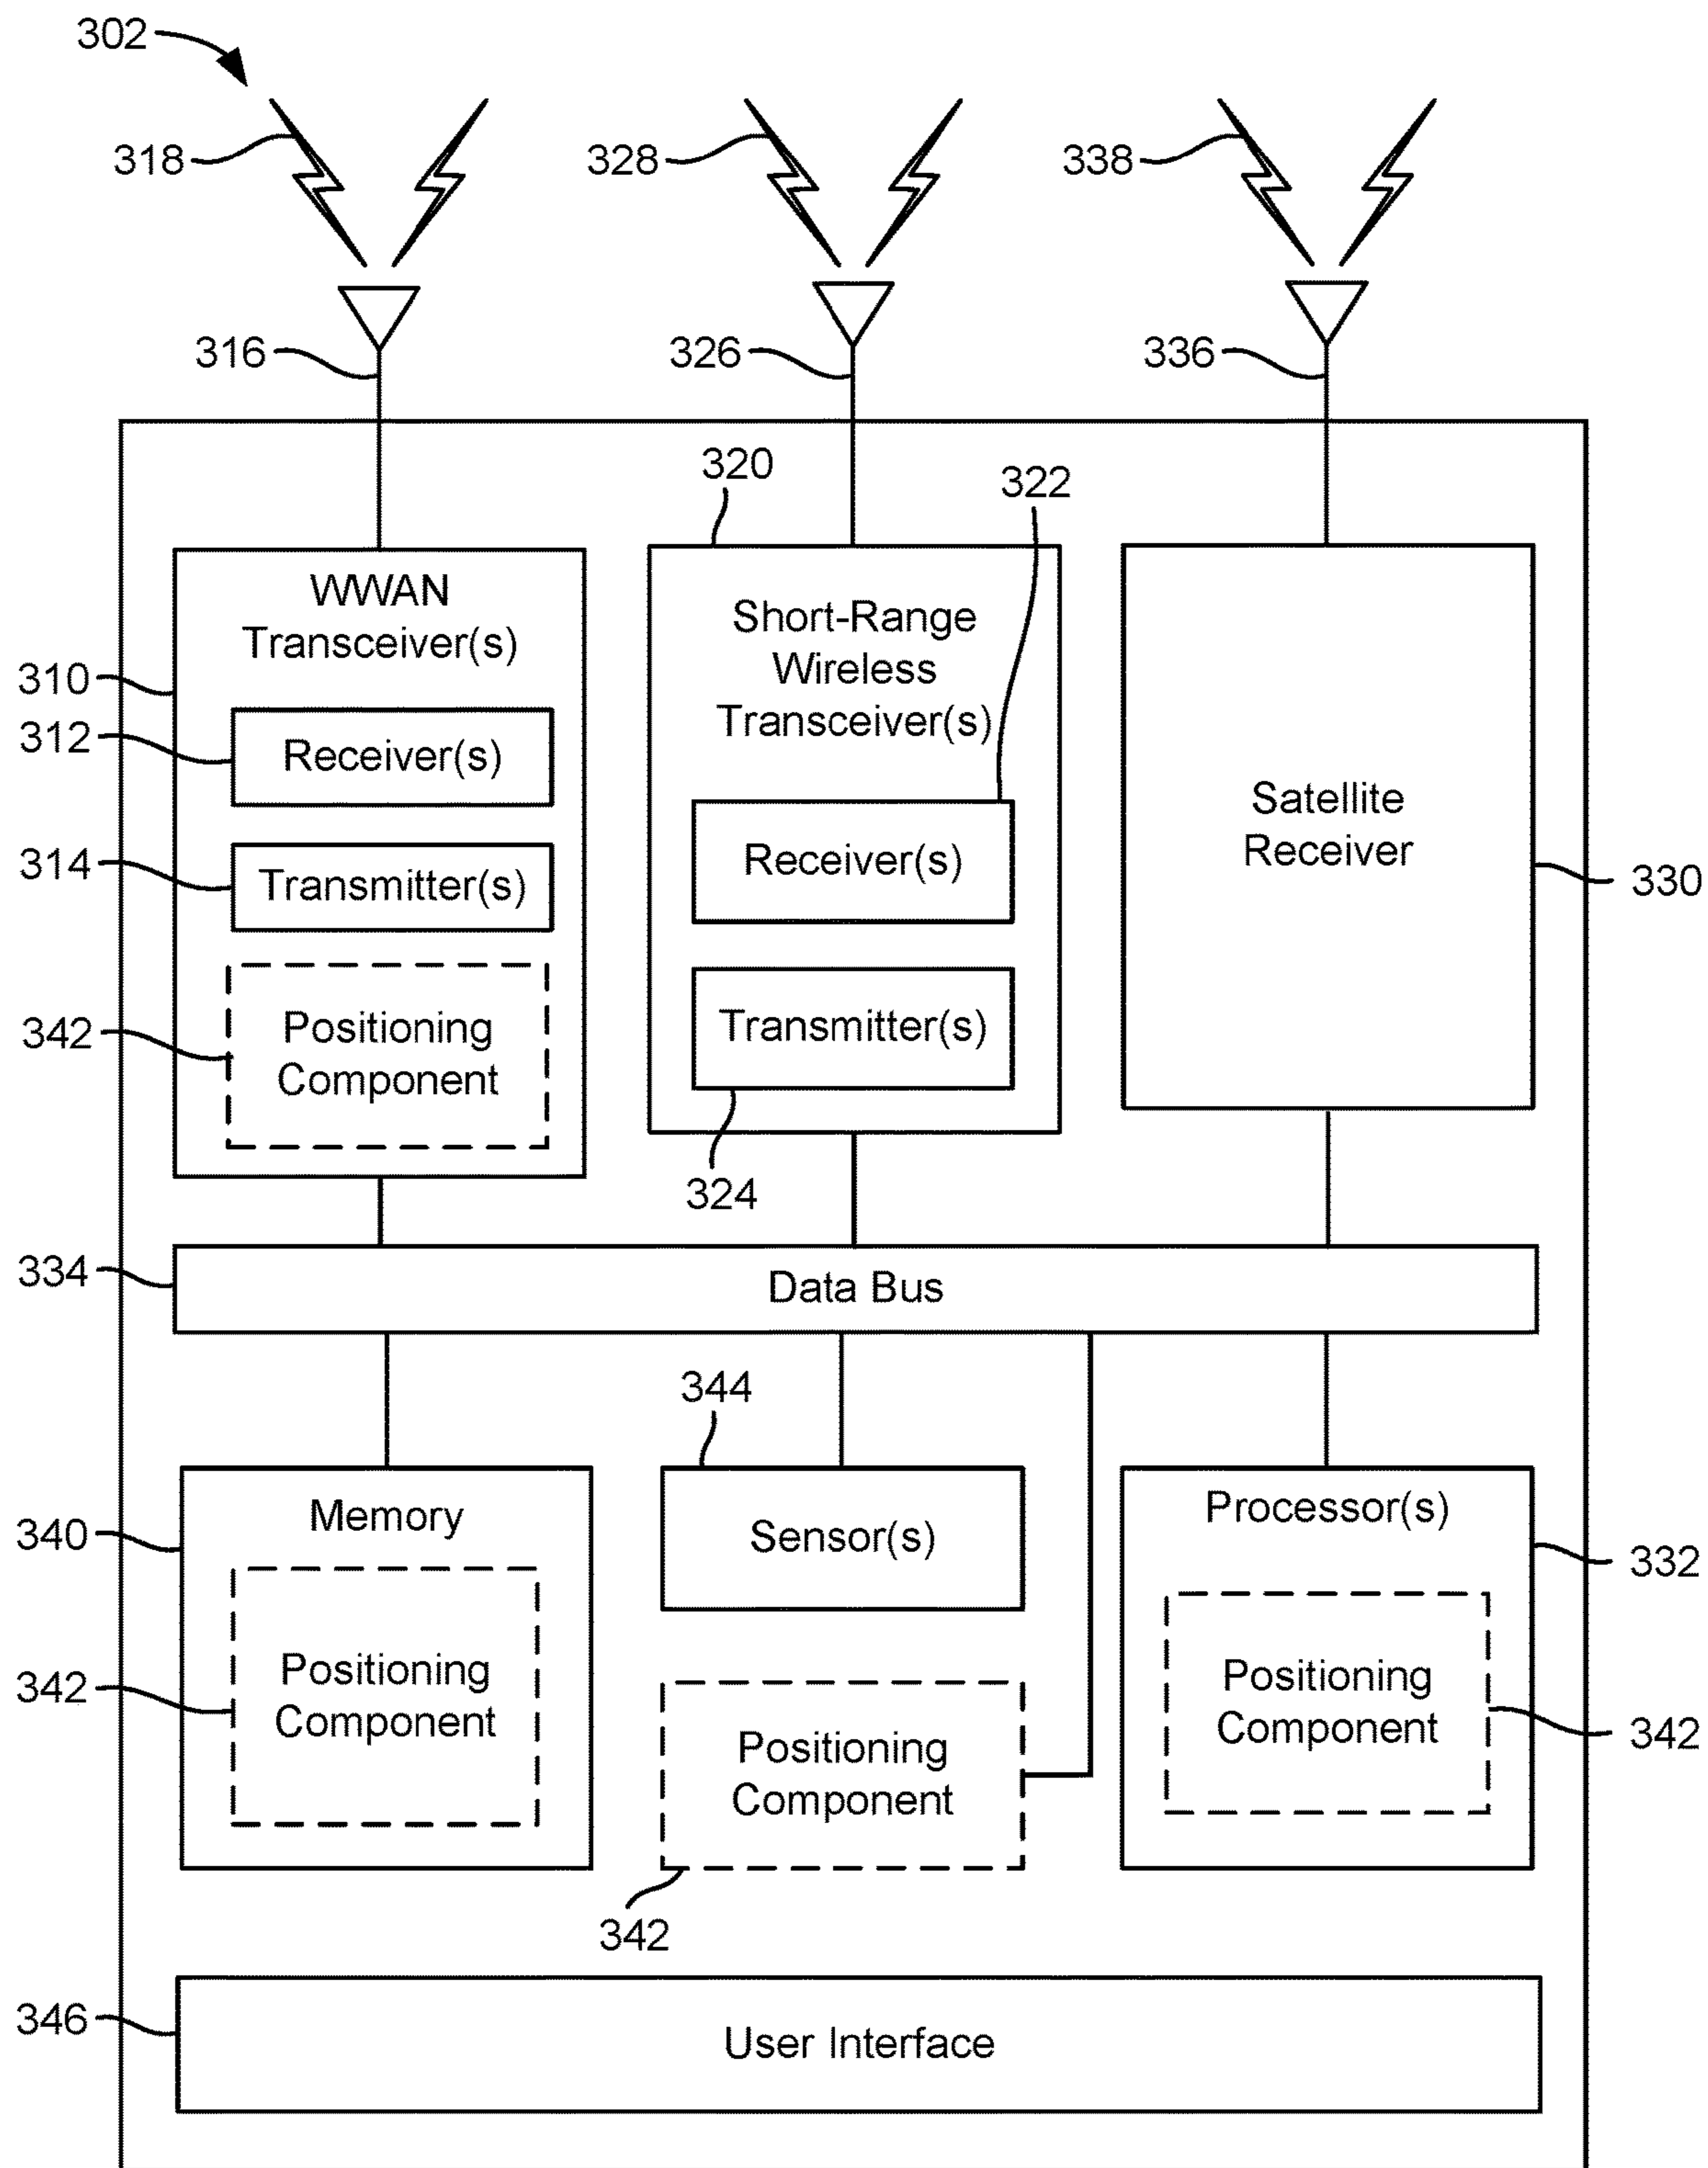 302
318
328
338
316
326
336
320
322
WWAN
Transceiver(s)
Short-Range
Wireless
Transceiver(s)
310
312
Receiver(s)
Satellite
Receiver
314
Transmitter(s)
Receiver(s)
330
342
Positioning
Component
Transmitter(s)
324
334
Data Bus
344
340
Memory
Sensor(s)
Processor(s)
332
342
Positioning
Component
Positioning
Component
342
Positioning
Component
342
346
User Interface